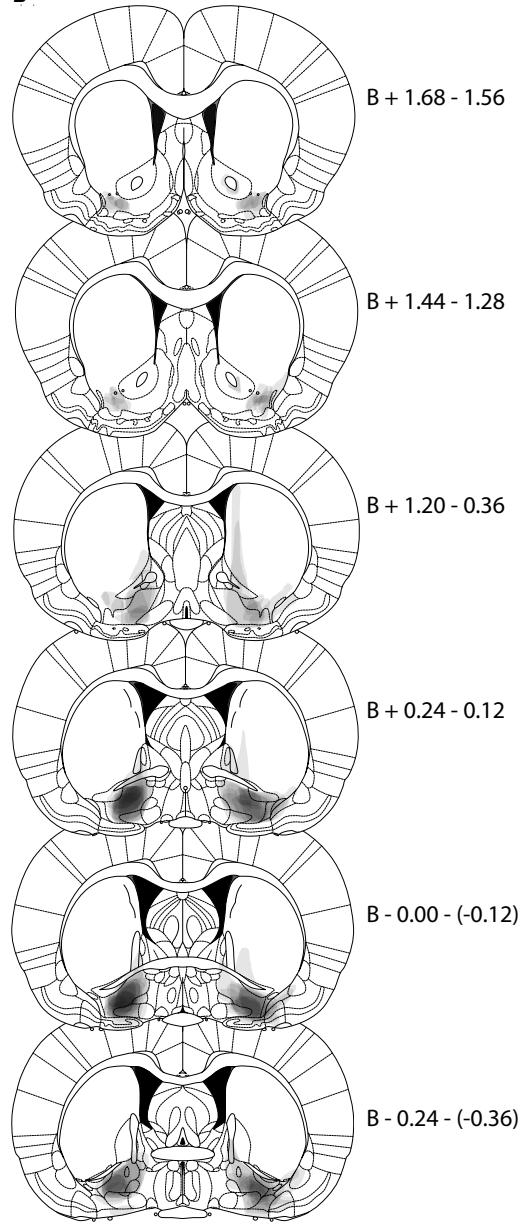 B + 1.68 - 1.56
B + 1.44 - 1.28
B + 1.20 - 0.36
B + 0.24 - 0.12
B - 0.00 - (-0.12)
B - 0.24 - (-0.36)